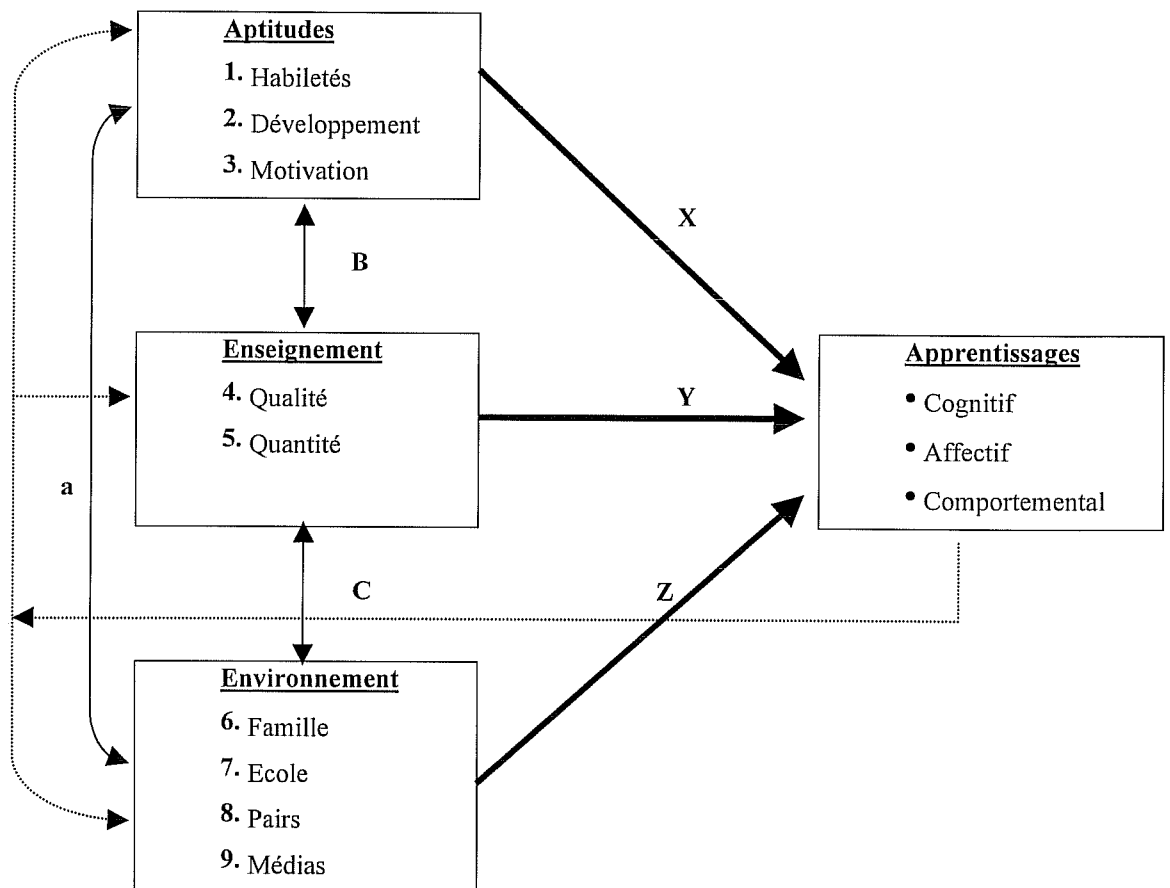 Aptitudes
1. Habiletés
2. Développement
3. Motivation
X
B
Enseignement
4. Qualité
5. Quantité
Y
Apprentissages
• Cognitif
• Affectif
• Comportemental
a
C
Z
Environnement
6. Famille
7. Ecole
8. Pairs
9. Médias